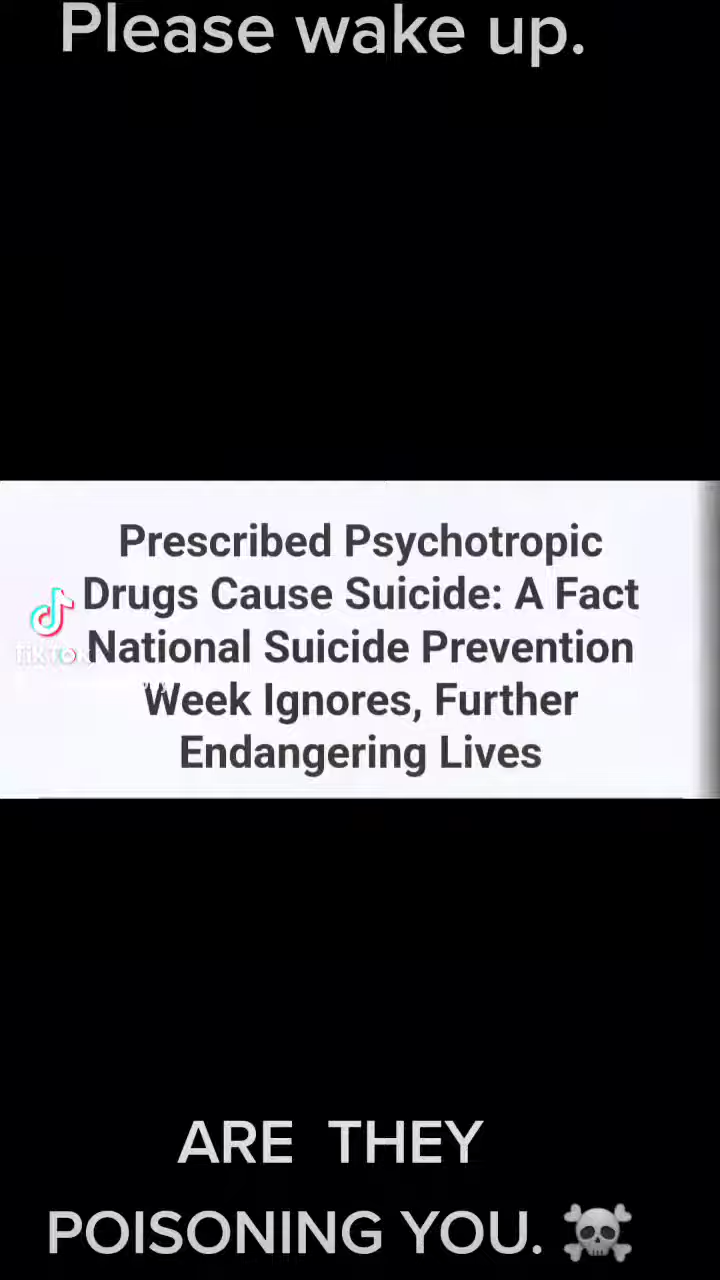 Please wake up.
Prescribed Psychotropic
Drugs Cause Suicide: A Fact
TikTok
National Suicide Prevention
Week Ignores, Further
Endangering Lives
ARE THEY
POISONING YOU. ☠️